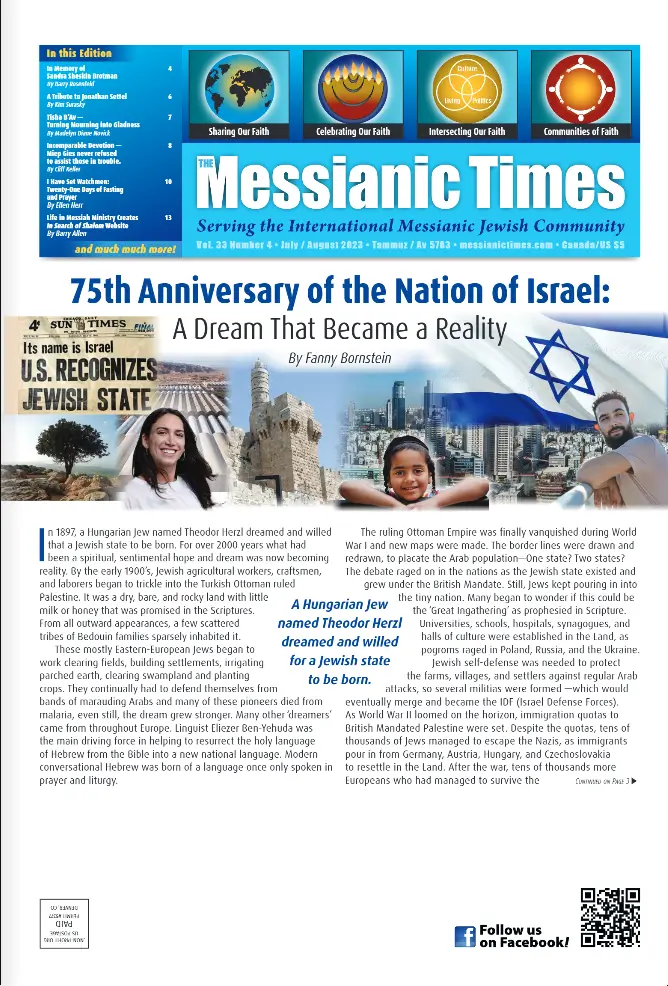 In this Edition
In Memory of 4
Sandra Sheskin Brotman
By Barry Rosenfeld
A Tribute to Jonathan Settel 6
By Kim Surasky
Tisha B'Av — 7
Turning Mourning Into Gladness
By Madelyn Diane Novick
Incomparable Devotion — 8
Miep Gies never refused
to assist those in trouble.
By Cliff Keller
I Have Set Watchmen: 10
Twenty-One Days of Fasting
and Prayer
By Ellen Herr
Life in Messiah Ministry Creates 13
In Search of Shalom Website
By Barry Allen
and much much more!
Culture
Living Politics
Sharing Our Faith
Celebrating Our Faith
Intersecting Our Faith
Communities of Faith
THE
Messianic Times
Serving the International Messianic Jewish Community
Vol. 33 Number 4 • July / August 2023 • Tammuz / Av 5783 • messianictimes.com • Canada/US $5
75th Anniversary of the Nation of Israel:
A Dream That Became a Reality
By Fanny Bornstein
4¢ SUN TIMES FINAL
Its name is Israel
U.S. RECOGNIZES
JEWISH STATE
In 1897, a Hungarian Jew named Theodor Herzl dreamed and willed
that a Jewish state to be born. For over 2000 years what had
been a spiritual, sentimental hope and dream was now becoming
reality. By the early 1900's, Jewish agricultural workers, craftsmen,
and laborers began to trickle into the Turkish Ottoman ruled
Palestine. It was a dry, bare, and rocky land with little
milk or honey that was promised in the Scriptures.
From all outward appearances, a few scattered
tribes of Bedouin families sparsely inhabited it.
These mostly Eastern-European Jews began to
work clearing fields, building settlements, irrigating
parched earth, clearing swampland and planting
crops. They continually had to defend themselves from
bands of marauding Arabs and many of these pioneers died from
malaria, even still, the dream grew stronger. Many other 'dreamers'
came from throughout Europe. Linguist Eliezer Ben-Yehuda was
the main driving force in helping to resurrect the holy language
of Hebrew from the Bible into a new national language. Modern
conversational Hebrew was born of a language once only spoken in
prayer and liturgy.
A Hungarian Jew
named Theodor Herzl
dreamed and willed
for a Jewish state
to be born.
The ruling Ottoman Empire was finally vanquished during World
War I and new maps were made. The border lines were drawn and
redrawn, to placate the Arab population—One state? Two states?
The debate raged on in the nations as the Jewish state existed and
grew under the British Mandate. Still, Jews kept pouring in into
the tiny nation. Many began to wonder if this could be
the 'Great Ingathering' as prophesied in Scripture.
Universities, schools, hospitals, synagogues, and
halls of culture were established in the Land, as
pogroms raged in Poland, Russia, and the Ukraine.
Jewish self-defense was needed to protect
the farms, villages, and settlers against regular Arab
attacks, so several militias were formed —which would
eventually merge and became the IDF (Israel Defense Forces).
As World War II loomed on the horizon, immigration quotas to
British Mandated Palestine were set. Despite the quotas, tens of
thousands of Jews managed to escape the Nazis, as immigrants
pour in from Germany, Austria, Hungary, and Czechoslovakia
to resettle in the Land. After the war, tens of thousands more
Europeans who had managed to survive the
Continued on Page 3
NON PROFIT ORG
US POSTAGE
PAID
DENVER, CO
Follow us
on Facebook!